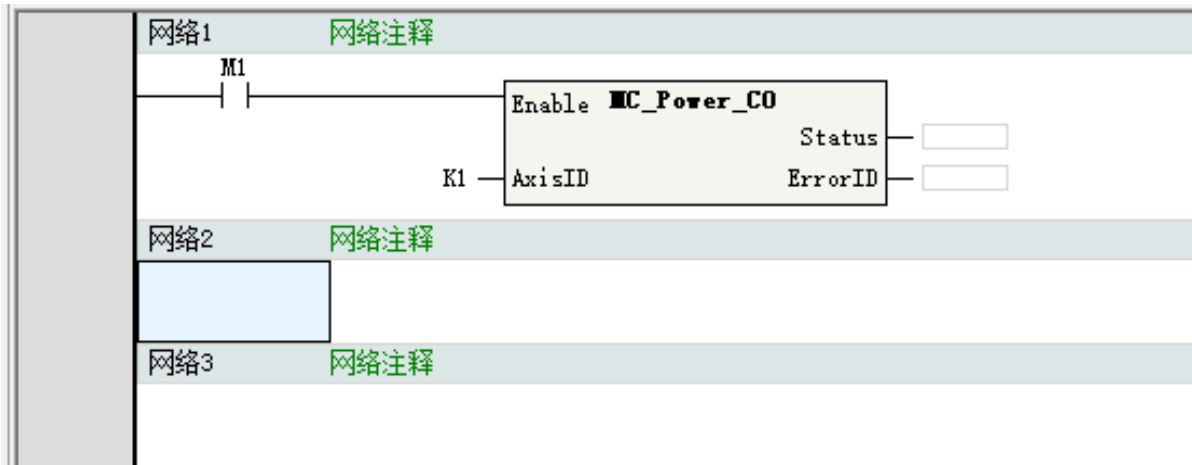 网络1 网络注释
M1
Enable MC_Power_CO
Status
K1 AxisID ErrorID
网络2 网络注释
网络3 网络注释